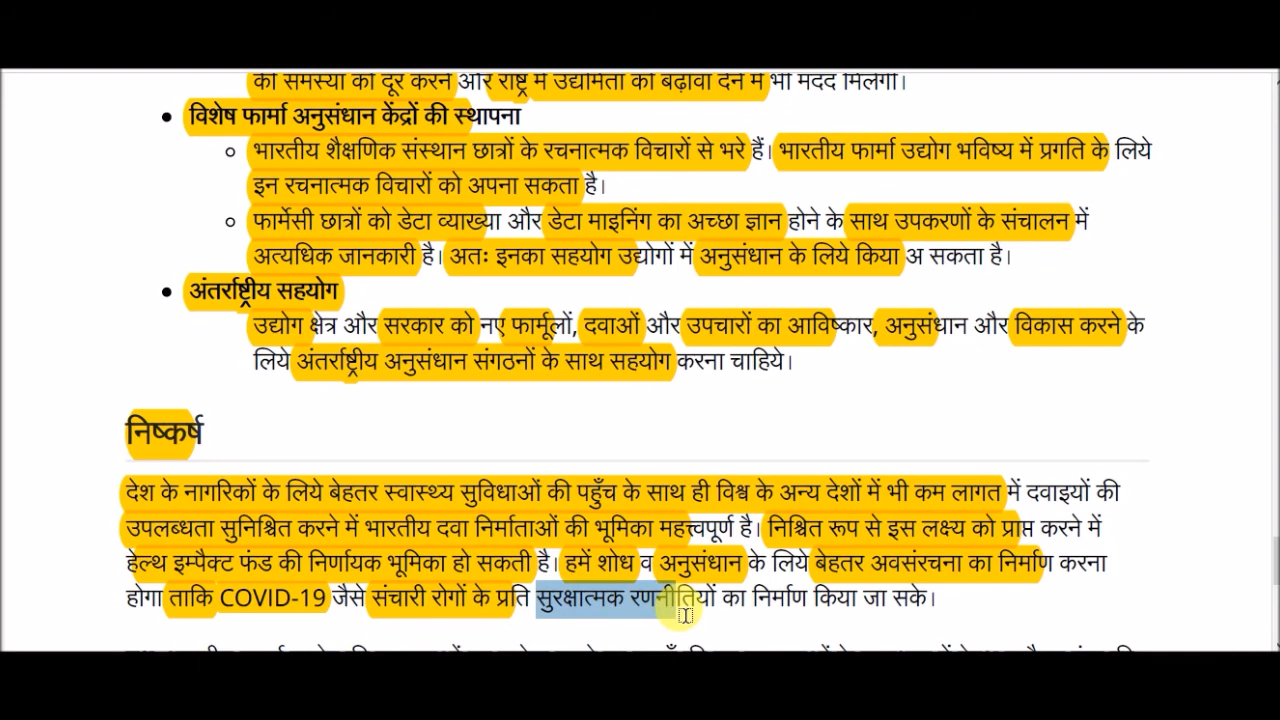 की समस्या को दूर करने और राष्ट्र में उद्यमिता को बढ़ावा देने में भी मदद मिलेगी।
विशेष फार्मा अनुसंधान केंद्रों की स्थापना
भारतीय शैक्षणिक संस्थान छात्रों के रचनात्मक विचारों से भरे हैं। भारतीय फार्मा उद्योग भविष्य में प्रगति के लिये
इन रचनात्मक विचारों को अपना सकता है।
फार्मेसी छात्रों को डेटा व्याख्या और डेटा माइनिंग का अच्छा ज्ञान होने के साथ उपकरणों के संचालन में
अत्यधिक जानकारी है। अतः इनका सहयोग उद्योगों में अनुसंधान के लिये किया अ सकता है।
अंतर्राष्ट्रीय सहयोग
उद्योग क्षेत्र और सरकार को नए फार्मूलों, दवाओं और उपचारों का आविष्कार, अनुसंधान और विकास करने के
लिये अंतर्राष्ट्रीय अनुसंधान संगठनों के साथ सहयोग करना चाहिये।
निष्कर्ष
देश के नागरिकों के लिये बेहतर स्वास्थ्य सुविधाओं की पहुँच के साथ ही विश्व के अन्य देशों में भी कम लागत में दवाइयों की
उपलब्धता सुनिश्चित करने में भारतीय दवा निर्माताओं की भूमिका महत्त्वपूर्ण है। निश्चित रूप से इस लक्ष्य को प्राप्त करने में
हेल्थ इम्पैक्ट फंड की निर्णायक भूमिका हो सकती है। हमें शोध व अनुसंधान के लिये बेहतर अवसंरचना का निर्माण करना
होगा ताकि COVID-19 जैसे संचारी रोगों के प्रति सुरक्षात्मक रणनीतियों का निर्माण किया जा सके।